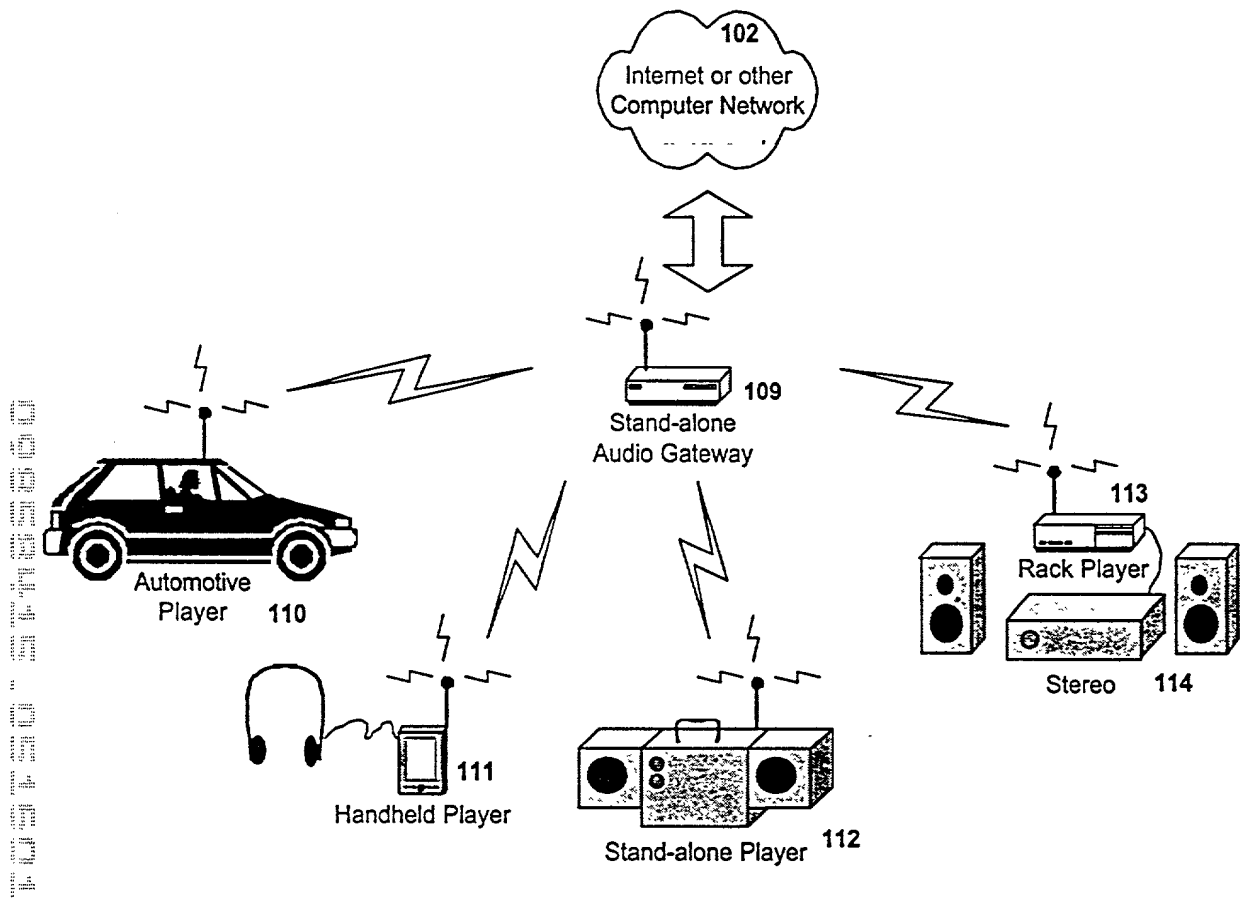 102
Internet or other
Computer Network
109
Stand-alone
Audio Gateway
113
Rack Player
Automotive
Player 110
Stereo 114
111
Handheld Player
Stand-alone Player 112